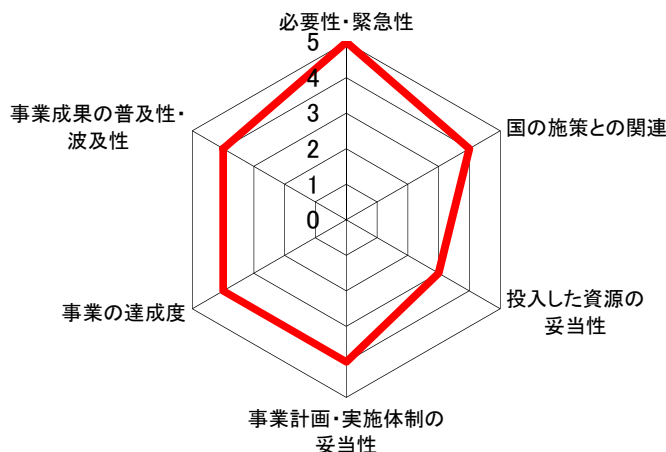 必要性・緊急性
5
4
3
2
1
0
国の施策との関連
投入した資源の
妥当性
事業計画・実施体制の
妥当性
事業の達成度
事業成果の普及性・
波及性